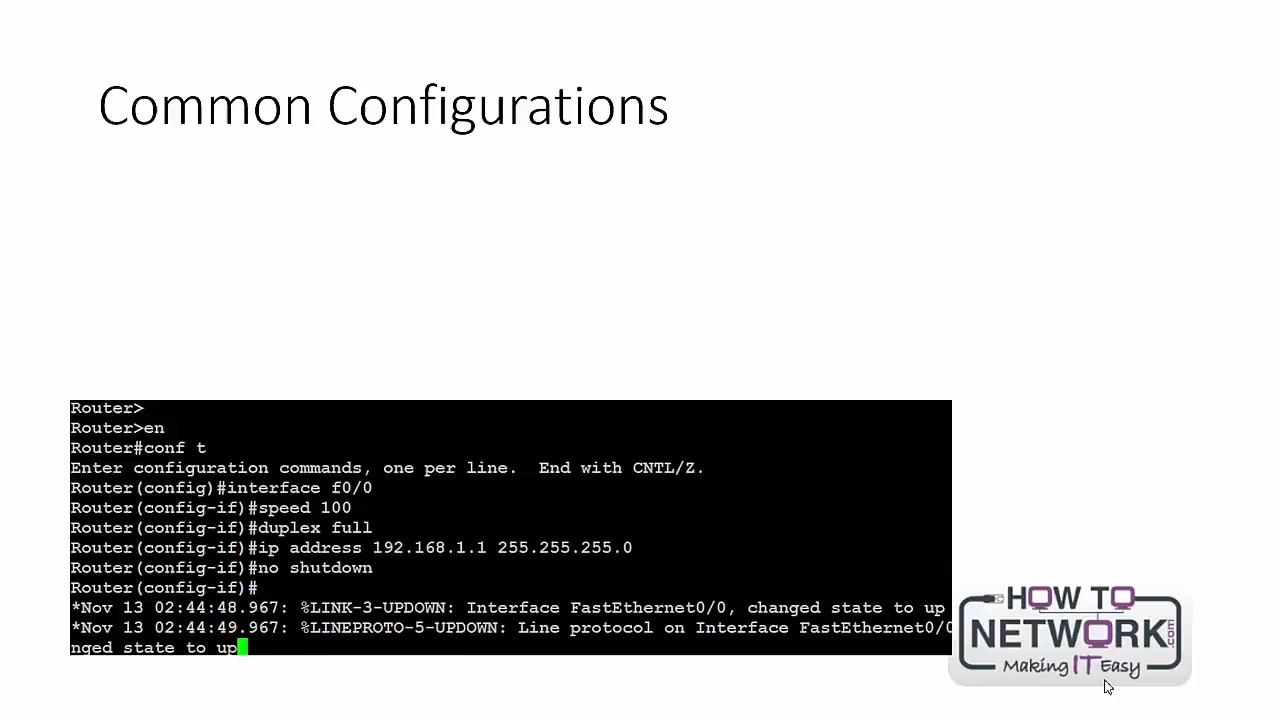 Common Configurations
Router>
Router>en
Router#conf t
Enter configuration commands, one per line.  End with CNTL/Z.
Router(config)#interface f0/0
Router(config-if)#speed 100
Router(config-if)#duplex full
Router(config-if)#ip address 192.168.1.1 255.255.255.0
Router(config-if)#no shutdown
Router(config-if)#
*Nov 13 02:44:48.967: %LINK-3-UPDOWN: Interface FastEthernet0/0, changed state to up
*Nov 13 02:44:49.967: %LINEPROTO-5-UPDOWN: Line protocol on Interface FastEthernet0/0
nged state to up
HOW TO
NETWORK.com
Making IT Easy